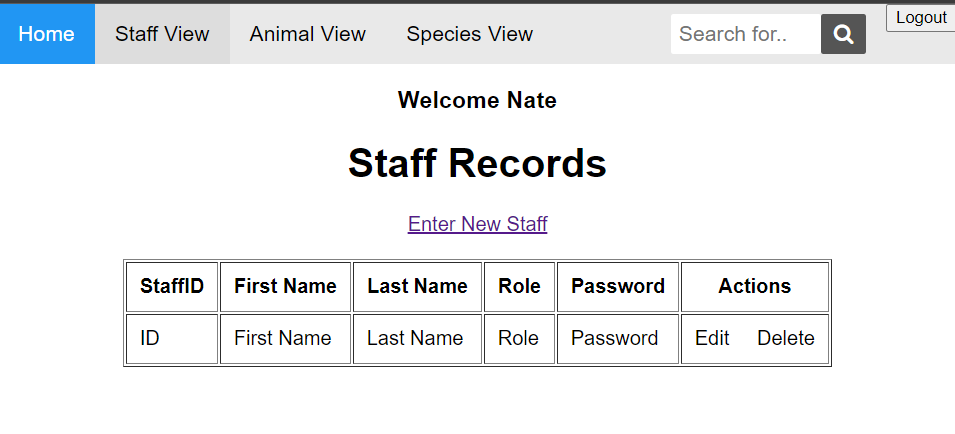 Home Staff View Animal View Species View Search for.. Logout
Welcome Nate
Staff Records
Enter New Staff
StaffID First Name Last Name Role Password Actions
ID First Name Last Name Role Password Edit Delete